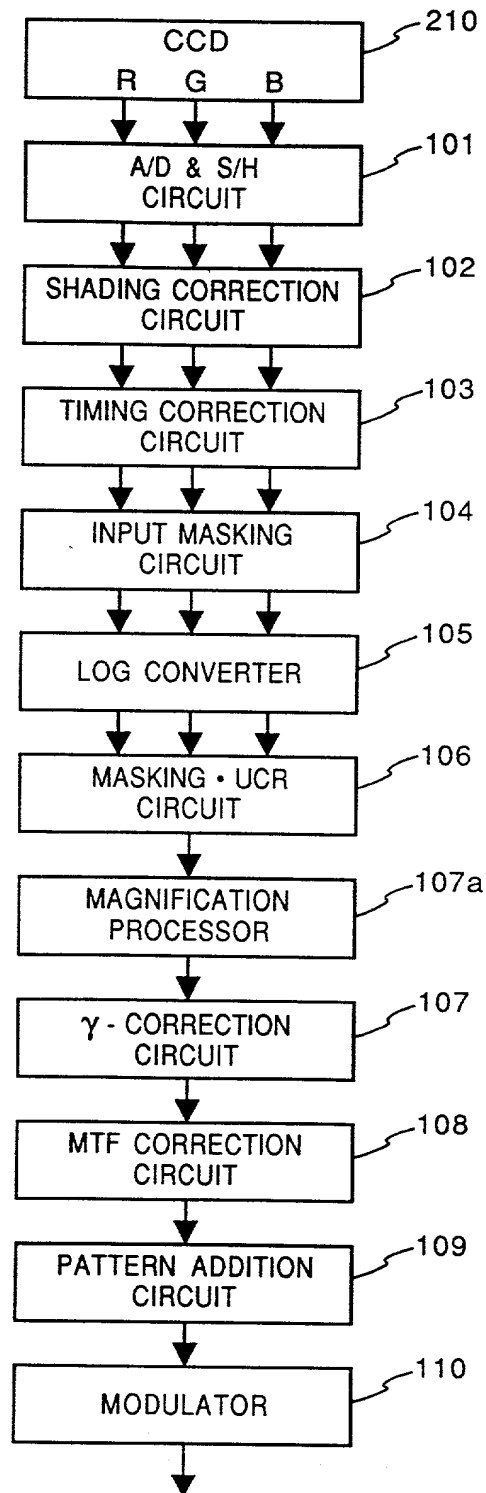 210
CCD
R G B
101
A/D & S/H
CIRCUIT
102
SHADING CORRECTION
CIRCUIT
103
TIMING CORRECTION
CIRCUIT
104
INPUT MASKING
CIRCUIT
105
LOG CONVERTER
106
MASKING • UCR
CIRCUIT
107a
MAGNIFICATION
PROCESSOR
107
γ - CORRECTION
CIRCUIT
108
MTF CORRECTION
CIRCUIT
109
PATTERN ADDITION
CIRCUIT
110
MODULATOR